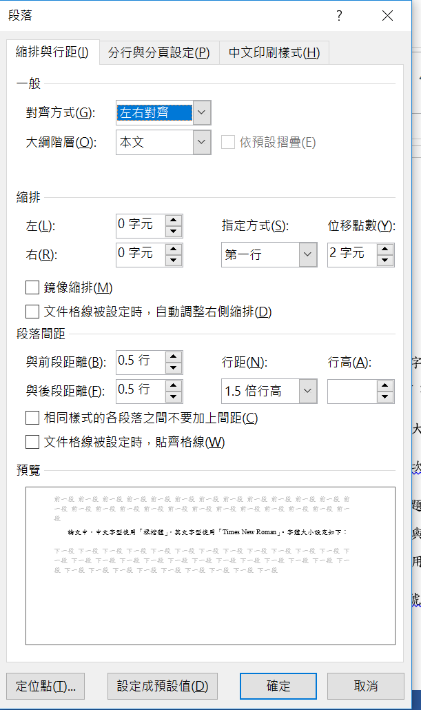 段落 ?
縮排與行距(I) 分行與分頁設定(P) 中文印刷樣式(H)
一般
對齊方式(G): 左右對齊
大綱階層(O): 本文 依預設摺疊(E)
縮排
左(L): 0 字元 指定方式(S): 位移點數(Y):
右(R): 0 字元 第一行 2 字元
鏡像縮排(M)
文件格線被設定時，自動調整右側縮排(D)
段落間距
與前段距離(B): 0.5 行 行距(N): 行高(A):
與後段距離(F): 0.5 行 1.5 倍行高
相同樣式的各段落之間不要加上間距(C)
文件格線被設定時，貼齊格線(W)
預覽
前一段 前一段 前一段 前一段 前一段 前一段 前一段 前一段 前一段 前一段 前一段 前一段 前
一段 前一段 前一段 前一段 前一段 前一段 前一段 前一段 前一段 前一段 前一段 前一段 前一
段
論文中，中文字型使用「標楷體」，英文字型使用「Times New Roman」。字體大小設定如下：
下一段 下一段 下一段 下一段 下一段 下一段 下一段 下一段 下一段 下一段 下一段 下一段 下
一段 下一段 下一段 下一段 下一段 下一段 下一段 下一段 下一段 下一段 下一段 下一段 下一
段 下一段 下一段 下一段 下一段 下一段 下一段 下一段 下一段 下一段
定位點(T)... 設定成預設值(D) 確定 取消